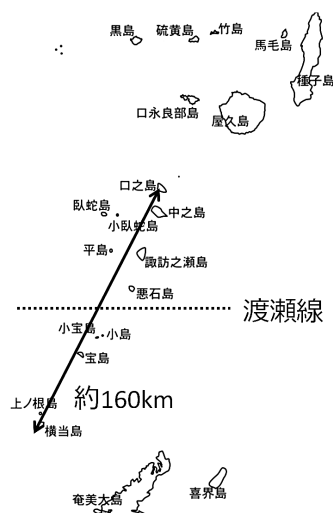 黒島
硫黄島
竹島
馬毛島
種子島
口永良部島
屋久島
口之島
臥蛇島
中之島
小臥蛇島
平島
諏訪之瀬島
悪石島
渡瀬線
小宝島
小島
宝島
上ノ根島
約160km
横当島
奄美大島
喜界島